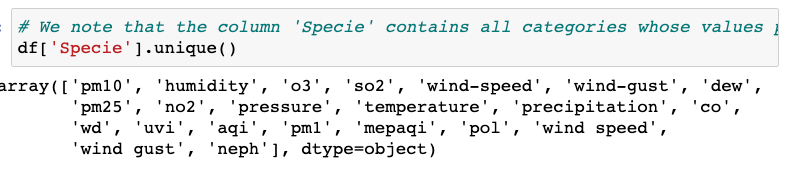 # We note that the column 'Specie' contains all categories whose values
df['Specie'].unique()
array(['pm10', 'humidity', 'o3', 'so2', 'wind-speed', 'wind-gust', 'dew',
'pm25', 'no2', 'pressure', 'temperature', 'precipitation', 'co',
'wd', 'uvi', 'aqi', 'pm1', 'mepaqi', 'pol', 'wind speed',
'wind gust', 'neph'], dtype=object)